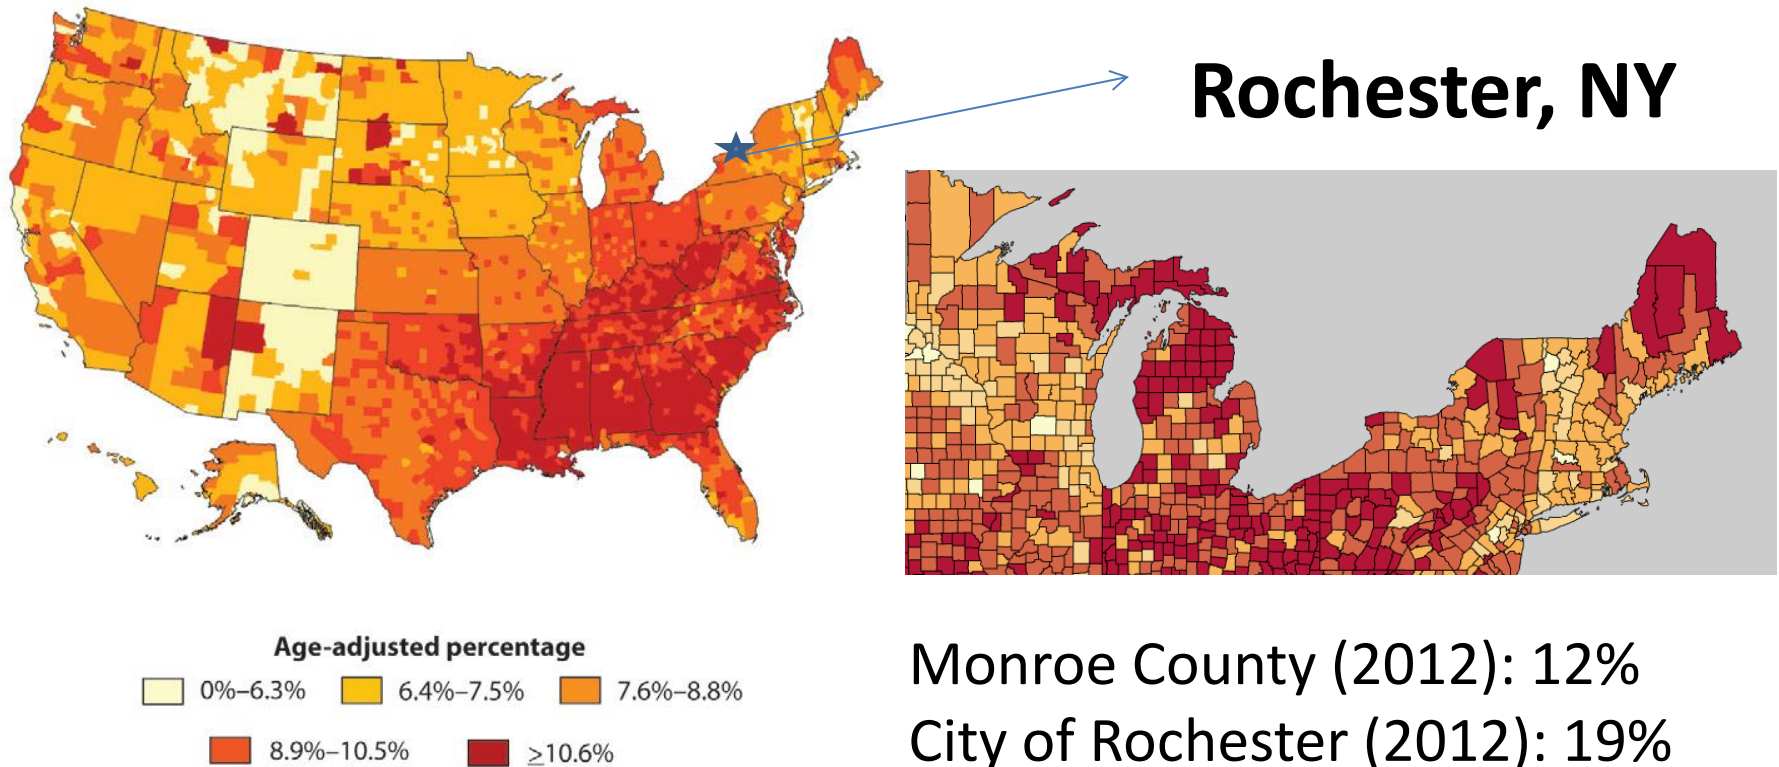 Rochester, NY
Age-adjusted percentage
0%–6.3%
6.4%–7.5%
7.6%–8.8%
8.9%–10.5%
≥10.6%
Monroe County (2012): 12%
City of Rochester (2012): 19%